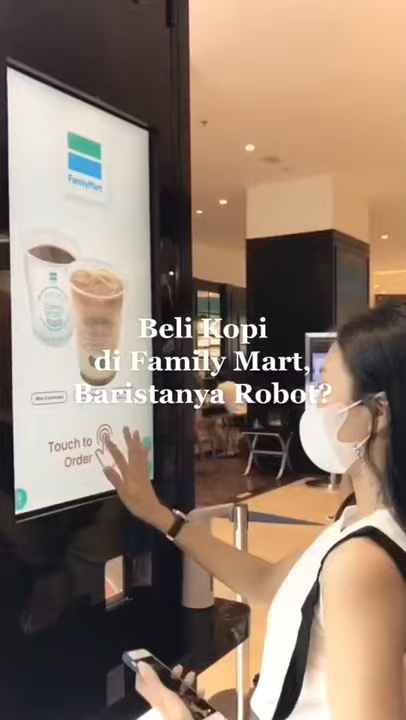 FamilyMart
Beli Kopi
di Family Mart,
Baristanya Robot?
Touch to
Order